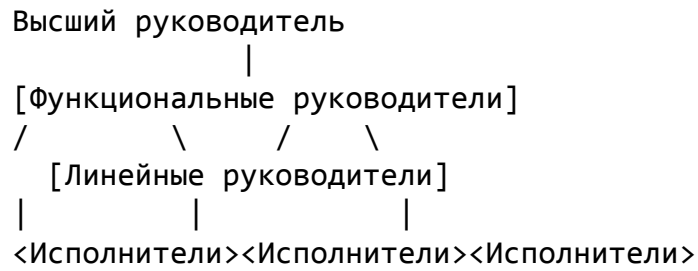 Высший руководитель
|
[Функциональные руководители]
/ \ / \
[Линейные руководители]
| | |
<Исполнители><Исполнители><Исполнители>